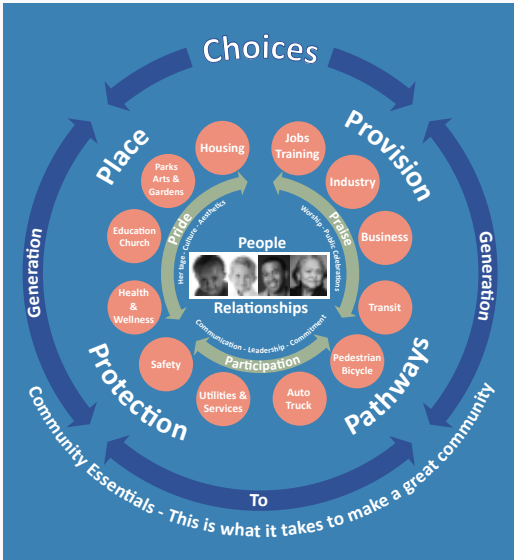 Choices
Place
Provision
Housing
Jobs
Training
Parks
Arts &
Gardens
Industry
Pride
Heritage - Culture - Aesthetics
Praise
Worship - Public Celebrations
Education
Church
People
Business
Generation
Generation
Health
&
Wellness
Relationships
Transit
Communication - Leadership - Commitment
Participation
Safety
Pedestrian
Bicycle
Protection
Pathways
Utilities &
Services
Auto
Truck
To
Community Essentials - This is what it takes to make a great community